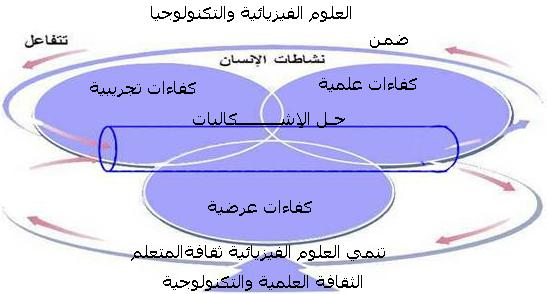 العلوم الفيزيائية والتكنولوجيا
ضمن
تتفاعل
نشاطات الإنسان
كفاءات علمية
كفاءات تجريبية
حـل الإشـــــــــكاليات
كفاءات عرضية
تنمي العلوم الفيزيائية ثقافةالمتعلم
الثقافة العلمية والتكنولوجية